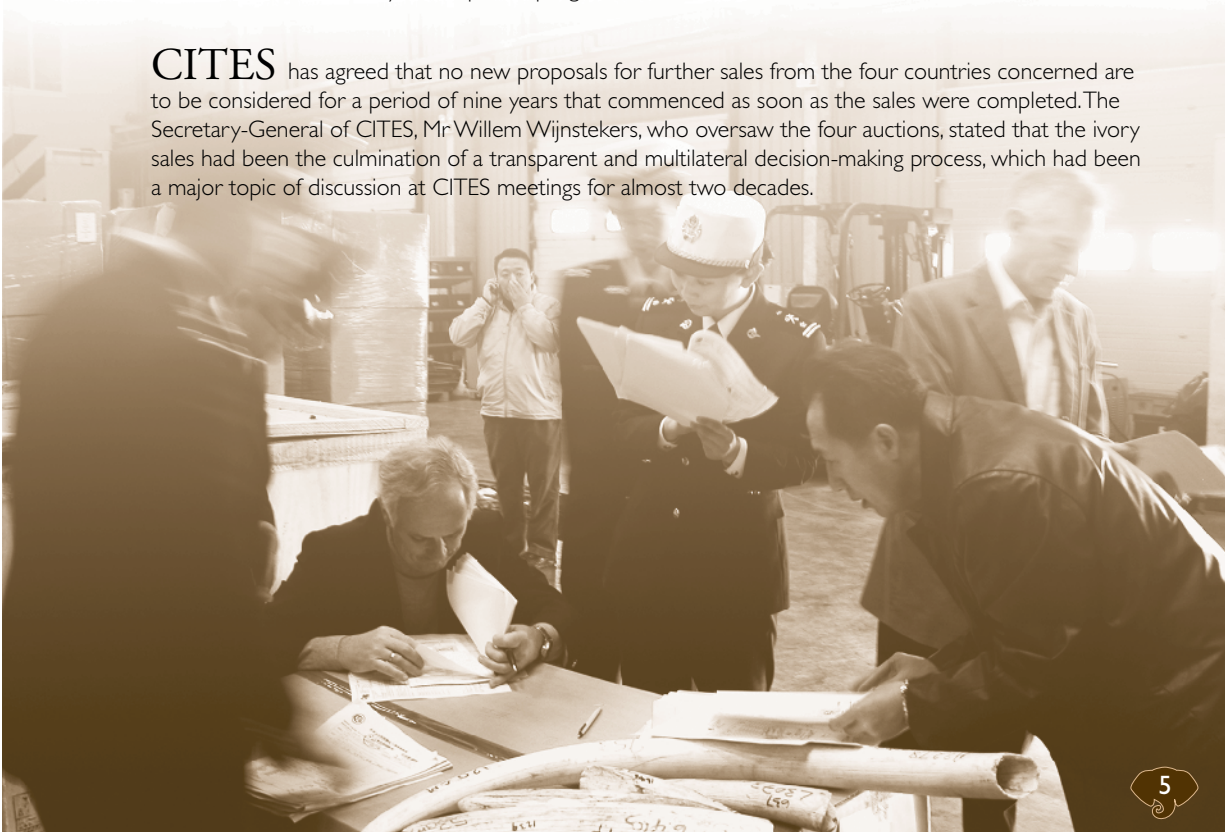 CITES has agreed that no new proposals for further sales from the four countries concerned are
to be considered for a period of nine years that commenced as soon as the sales were completed. The
Secretary-General of CITES, Mr Willem Wijnstekers, who oversaw the four auctions, stated that the ivory
sales had been the culmination of a transparent and multilateral decision-making process, which had been
a major topic of discussion at CITES meetings for almost two decades.
5